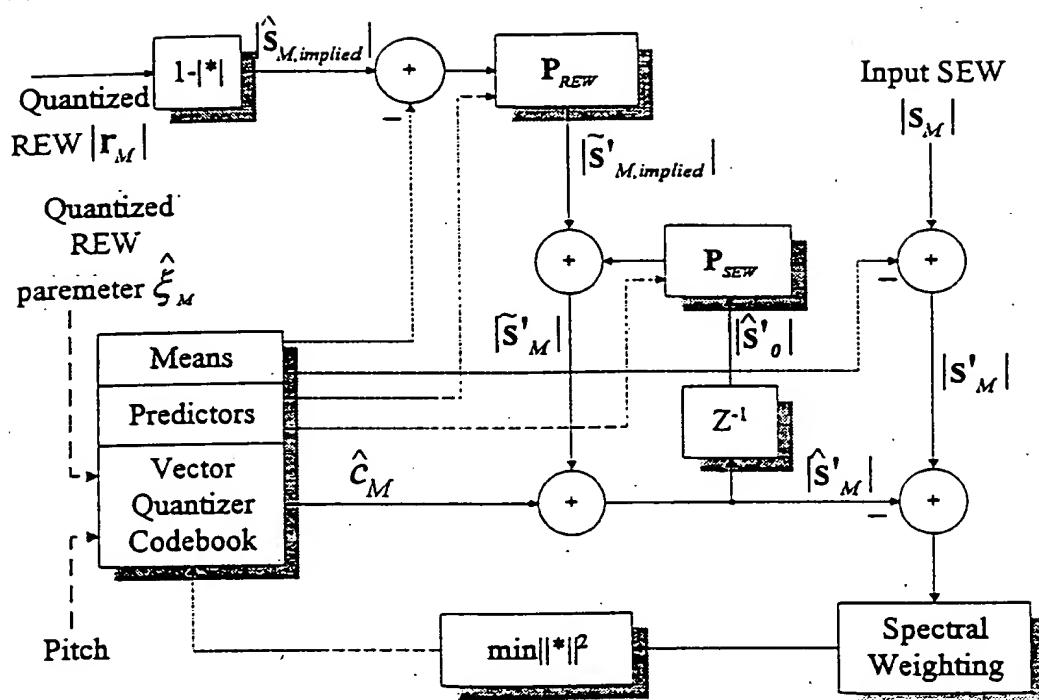 1-|*|
|ŝ_M,implied|
+
−
P_REW
Input SEW
|s_M|
Quantized
REW |r_M|
|s̃'_M,implied|
Quantized
REW
paremeter ξ̂_M
+
P_SEW
+
−
|s̃'_M|
|ŝ'_0|
|s'_M|
Means
Predictors
Z⁻¹
Vector
Quantizer
Codebook
ĉ_M
+
|ŝ'_M|
+
−
Pitch
min||*||²
Spectral
Weighting